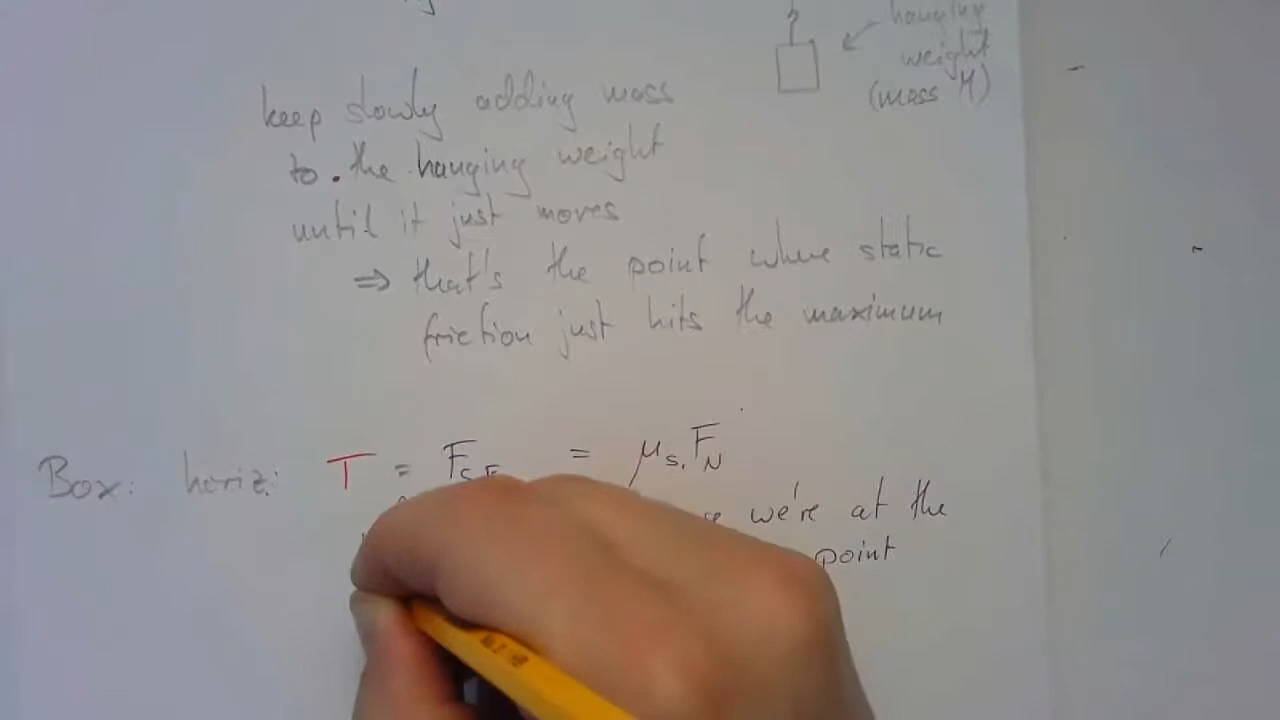 hanging
weight
(mass M)
keep slowly adding mass
to the hanging weight
until it just moves
⇒ that's the point where static
friction just hits the maximum
Box: horiz: T = F = μs. FN
we're at the
point